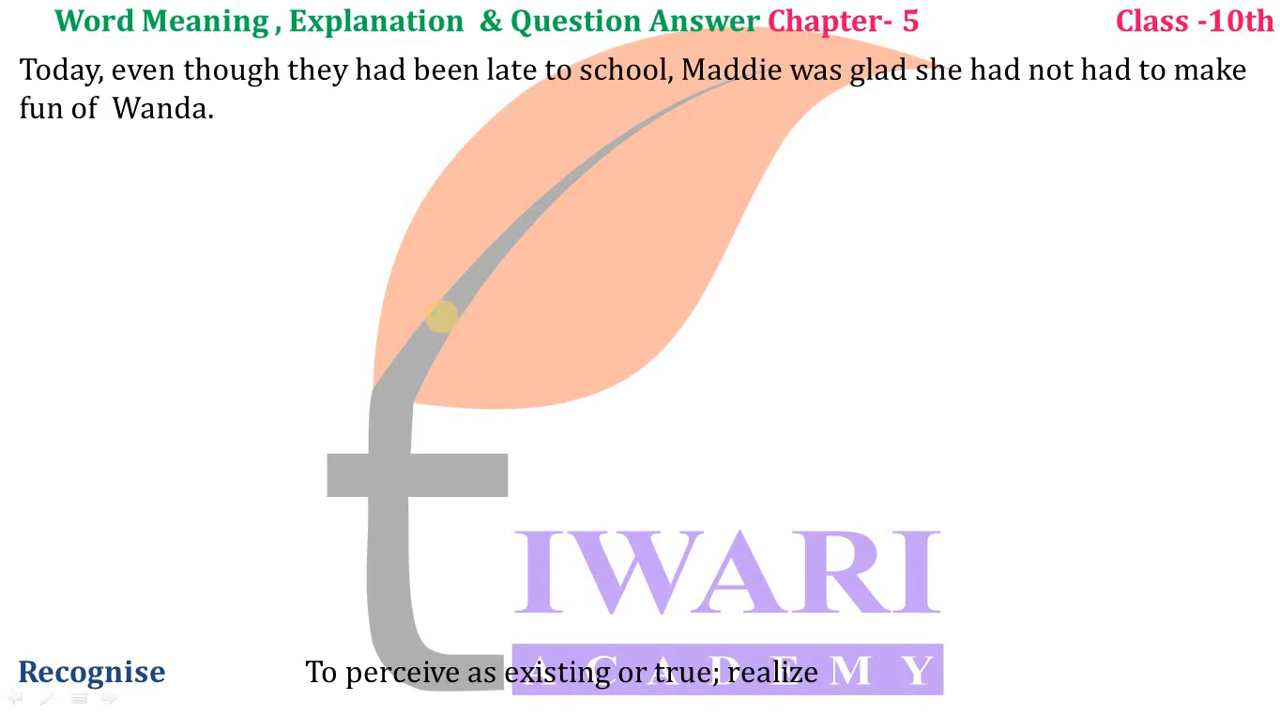 Word Meaning , Explanation & Question Answer Chapter- 5 Class -10th
Today, even though they had been late to school, Maddie was glad she had not had to make
fun of Wanda.
tIWARI
ACADEMY
Recognise To perceive as existing or true; realize